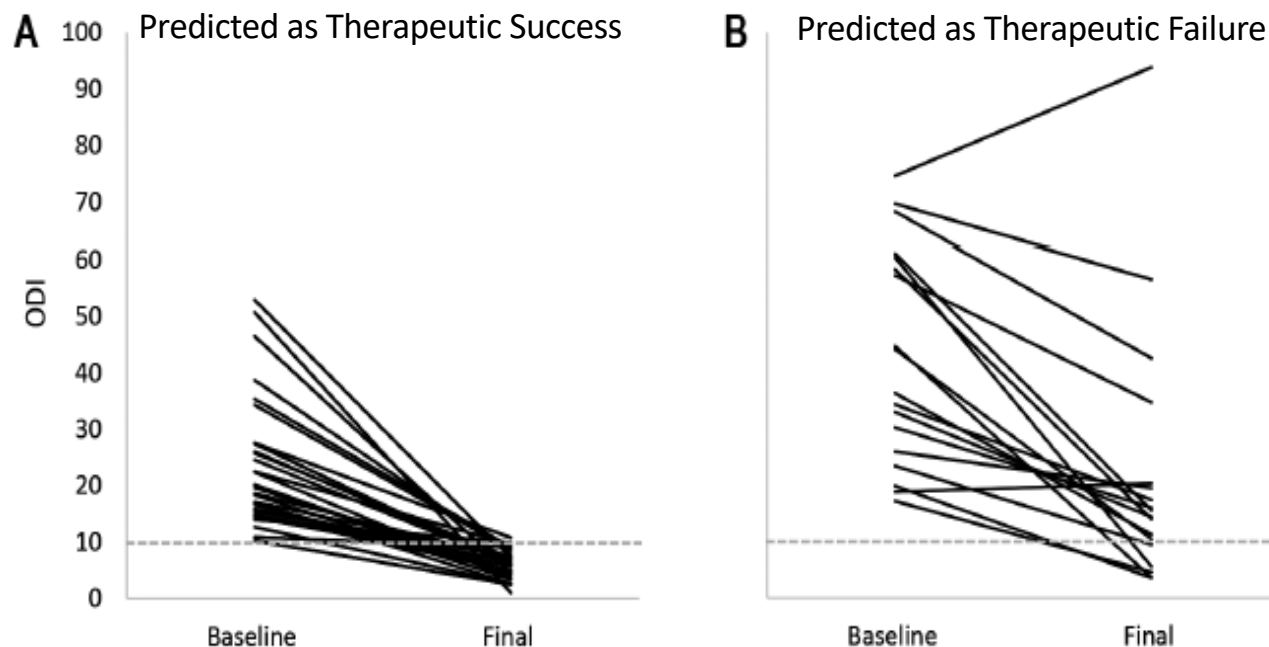 A Predicted as Therapeutic Success
B Predicted as Therapeutic Failure
100
90
80
70
60
50
40
30
20
10
0
ODI
Baseline Final
Baseline Final